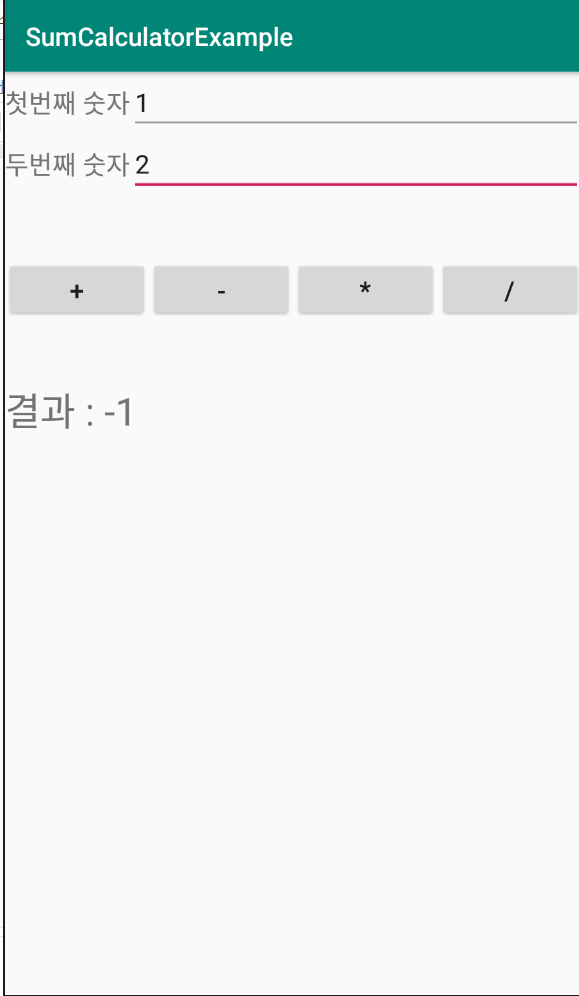 SumCalculatorExample
첫번째 숫자 1
두번째 숫자 2
+ - * /
결과 : -1